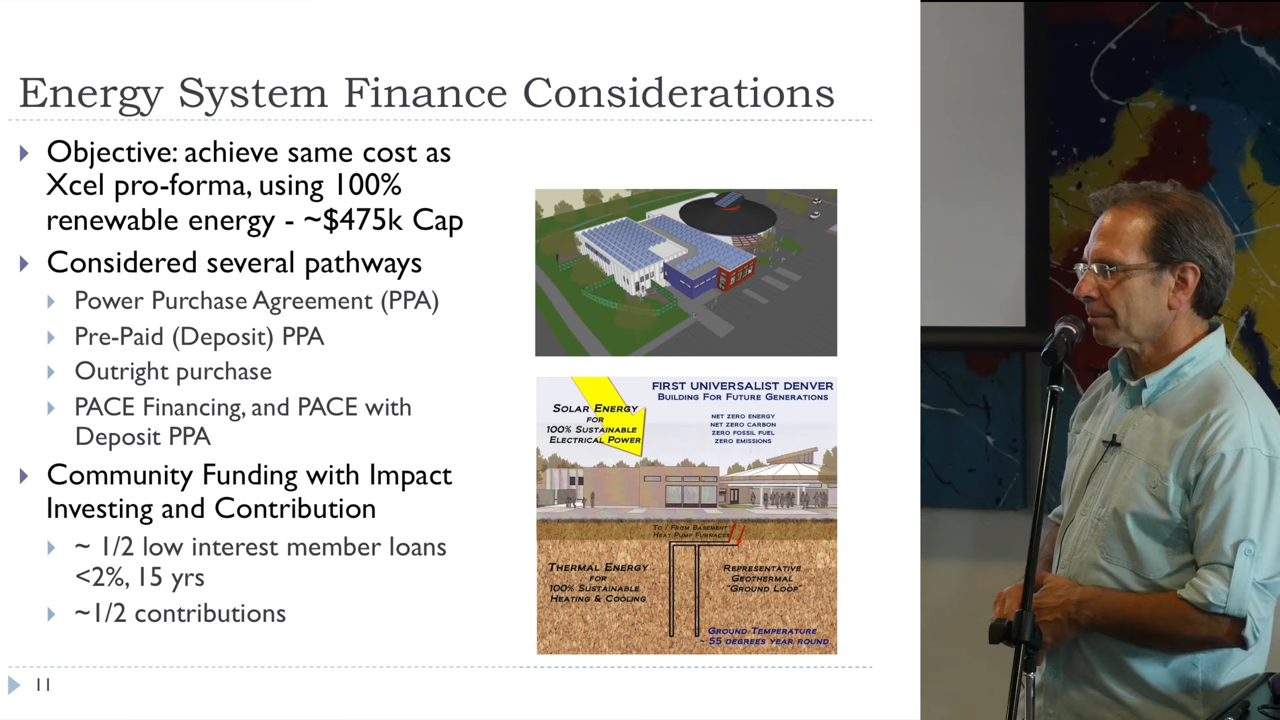 Energy System Finance Considerations
Objective: achieve same cost as
Xcel pro-forma, using 100%
renewable energy - ~$475k Cap
Considered several pathways
Power Purchase Agreement (PPA)
Pre-Paid (Deposit) PPA
Outright purchase
PACE Financing, and PACE with
Deposit PPA
Community Funding with Impact
Investing and Contribution
~ 1/2 low interest member loans
<2%, 15 yrs
~1/2 contributions
11
FIRST UNIVERSALIST DENVER
BUILDING FOR FUTURE GENERATIONS
NET ZERO ENERGY
NET ZERO CARBON
ZERO FOSSIL FUEL
ZERO EMISSIONS
SOLAR ENERGY
FOR
100% SUSTAINABLE
ELECTRICAL POWER
TO / FROM BASEMENT
HEAT PUMP FURNACES
THERMAL ENERGY
FOR
100% SUSTAINABLE
HEATING & COOLING
REPRESENTATIVE
GEOTHERMAL
"GROUND LOOP"
GROUND TEMPERATURE
~ 55 DEGREES YEAR ROUND